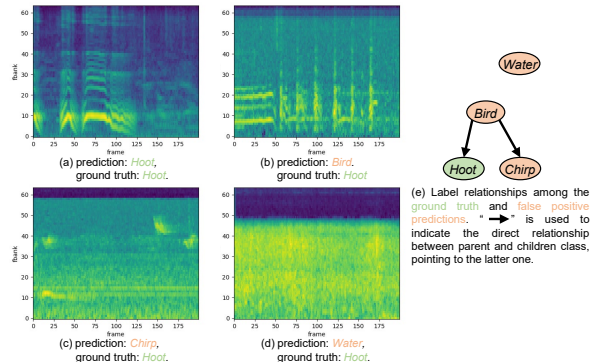 60
50
40
30
20
10
0
fbank
0 25 50 75 100 125 150 175
frame
(a) prediction: Hoot,
ground truth: Hoot.
60
50
40
30
20
10
0
0 25 50 75 100 125 150 175
frame
(b) prediction: Bird.
ground truth: Hoot
60
50
40
30
20
10
0
fbank
0 25 50 75 100 125 150 175
frame
(c) prediction: Chirp,
ground truth: Hoot.
60
50
40
30
20
10
0
0 25 50 75 100 125 150 175
frame
(d) prediction: Water,
ground truth: Hoot.
Water
Bird
Hoot
Chirp
(e) Label relationships among the
ground truth and false positive
predictions. “ ” is used to
indicate the direct relationship
between parent and children class,
pointing to the latter one.